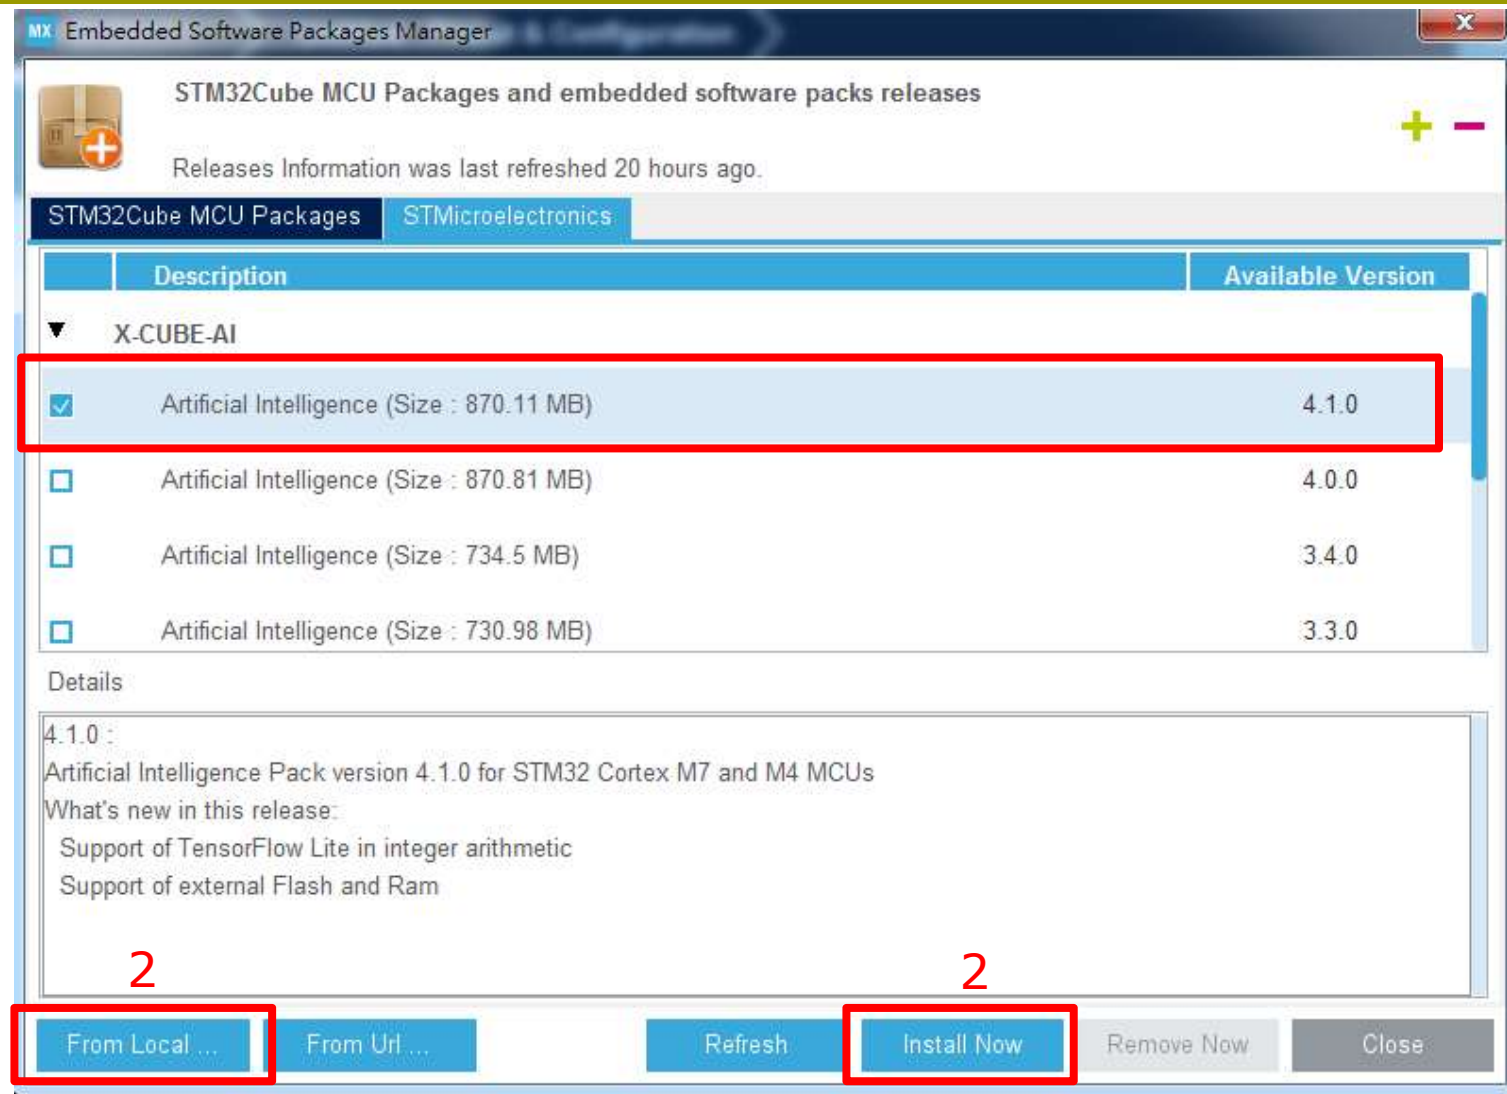 MX Embedded Software Packages Manager
STM32Cube MCU Packages and embedded software packs releases
Releases Information was last refreshed 20 hours ago.
STM32Cube MCU Packages STMicroelectronics
Description Available Version
X-CUBE-AI
Artificial Intelligence (Size : 870.11 MB) 4.1.0
Artificial Intelligence (Size : 870.81 MB) 4.0.0
Artificial Intelligence (Size : 734.5 MB) 3.4.0
Artificial Intelligence (Size : 730.98 MB) 3.3.0
Details
4.1.0 :
Artificial Intelligence Pack version 4.1.0 for STM32 Cortex M7 and M4 MCUs
What's new in this release:
Support of TensorFlow Lite in integer arithmetic
Support of external Flash and Ram
2 2
From Local ... From Url ... Refresh Install Now Remove Now Close